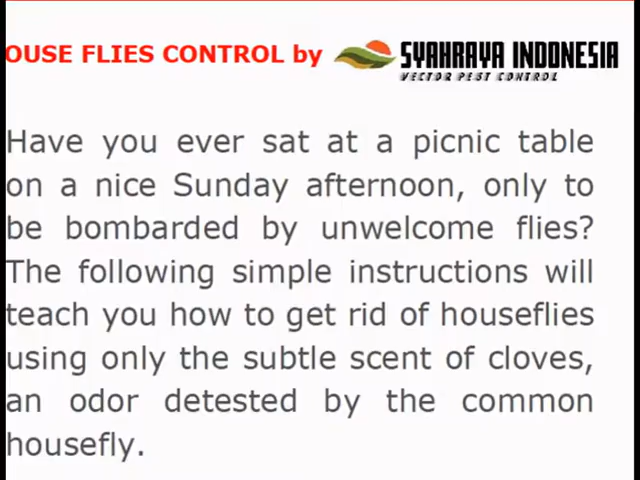 OUSE FLIES CONTROL by
SYAHRAYA INDONESIA
VECTOR PEST CONTROL
Have you ever sat at a picnic table
on a nice Sunday afternoon, only to
be bombarded by unwelcome flies?
The following simple instructions will
teach you how to get rid of houseflies
using only the subtle scent of cloves,
an odor detested by the common
housefly.